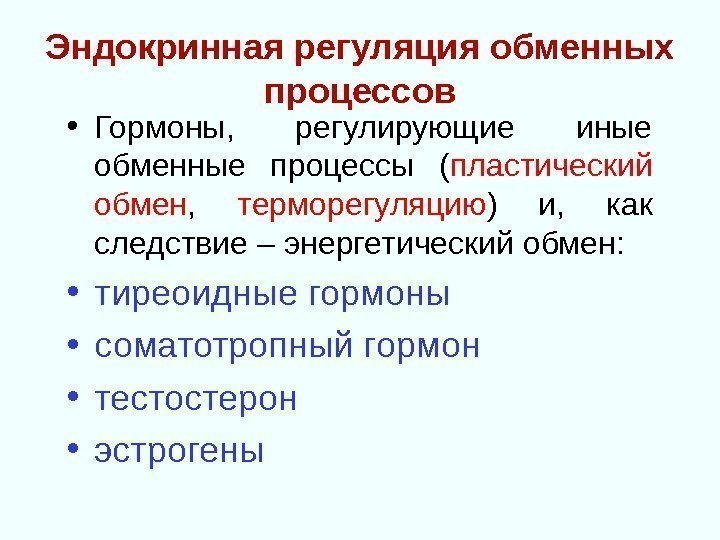 Эндокринная регуляция обменных
процессов
• Гормоны, регулирующие иные
обменные процессы (пластический
обмен, терморегуляцию) и, как
следствие – энергетический обмен:
• тиреоидные гормоны
• соматотропный гормон
• тестостерон
• эстрогены